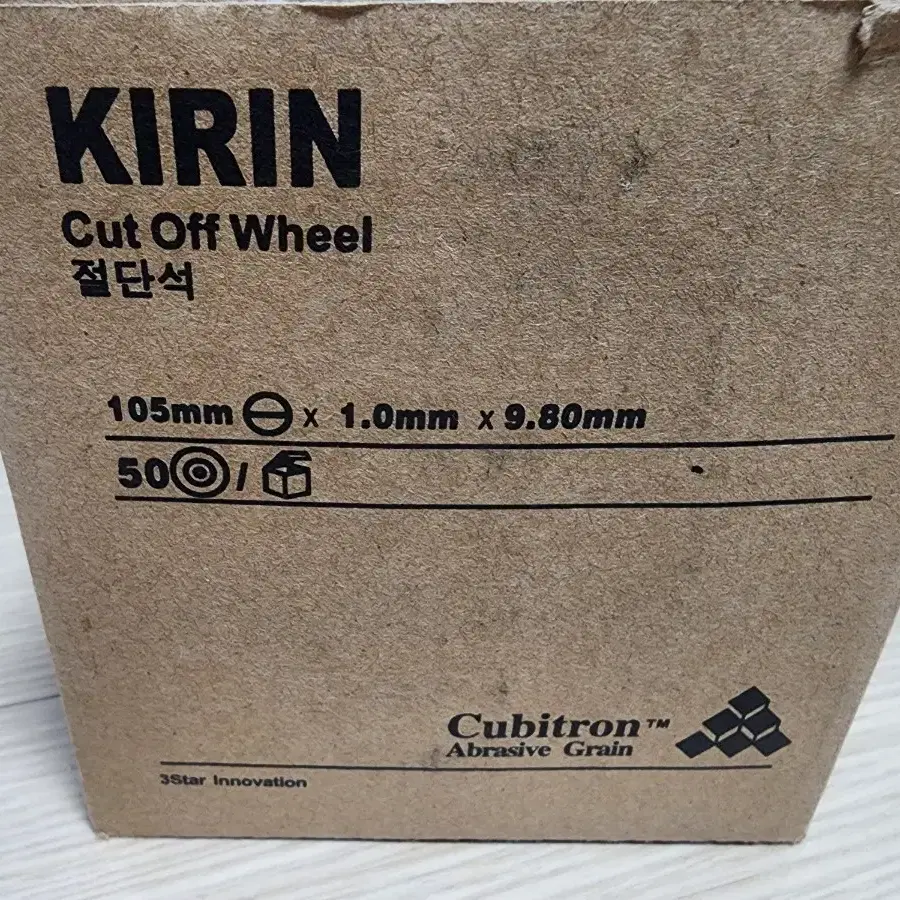 KIRIN
Cut Off Wheel
절단석
105mm x 1.0mm x 9.80mm
50 /
Cubitron™
Abrasive Grain
3Star Innovation